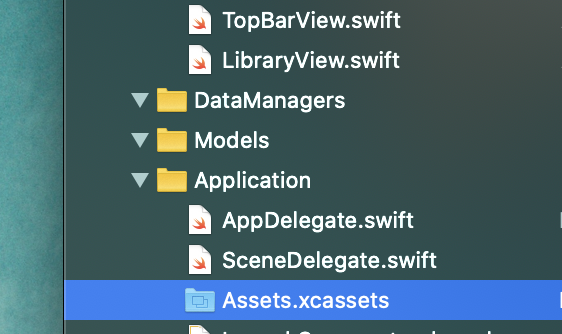 TopBarView.swift
LibraryView.swift
DataManagers
Models
Application
AppDelegate.swift
SceneDelegate.swift
Assets.xcassets